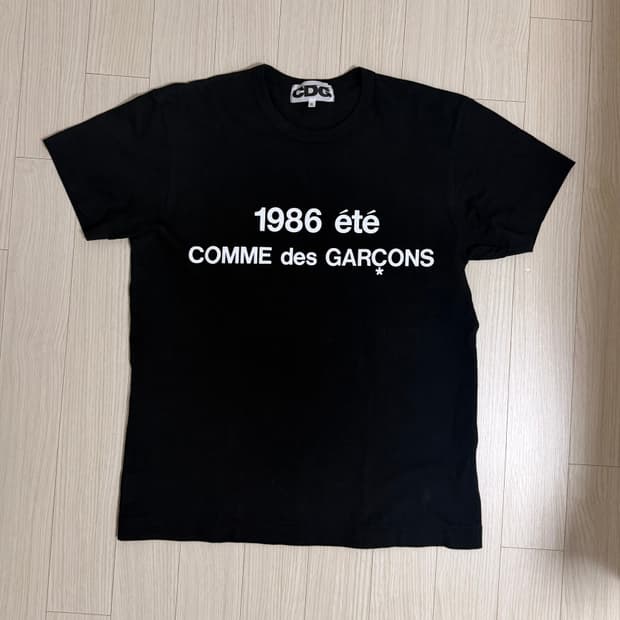 CDG
1986 été
COMME des GARÇONS
*